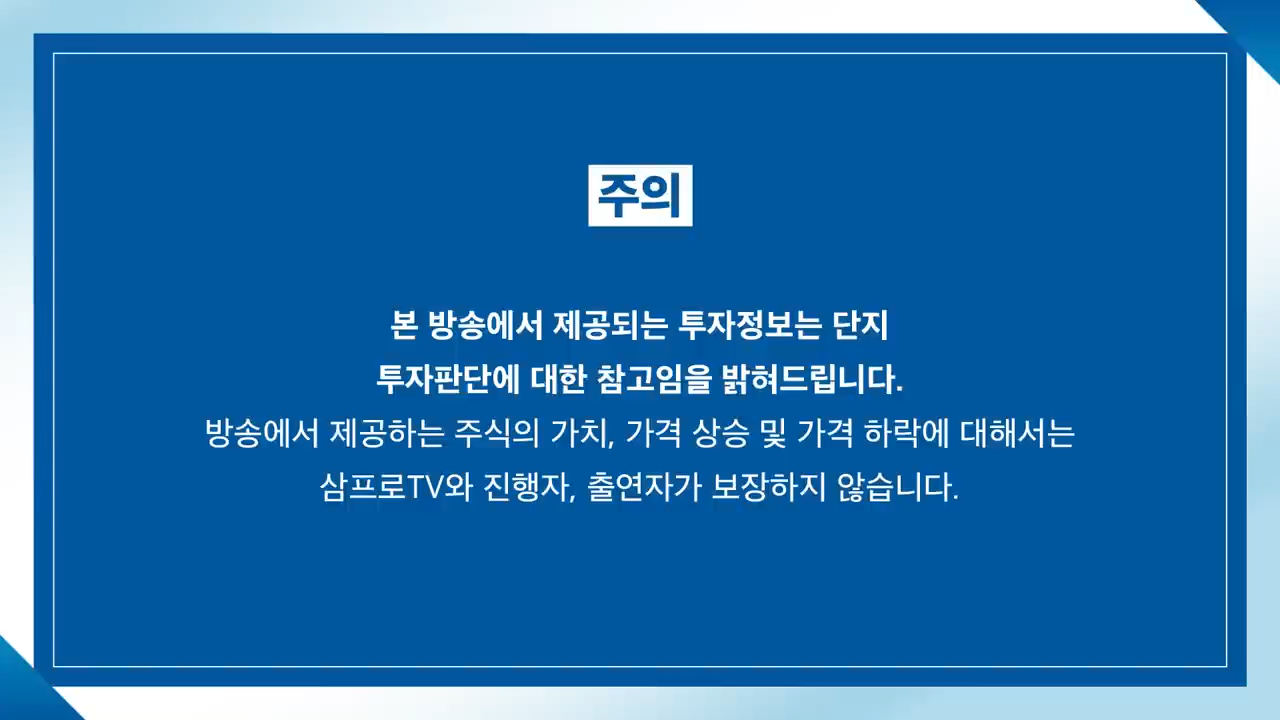 주의
본 방송에서 제공되는 투자정보는 단지
투자판단에 대한 참고임을 밝혀드립니다.
방송에서 제공하는 주식의 가치, 가격 상승 및 가격 하락에 대해서는
삼프로TV와 진행자, 출연자가 보장하지 않습니다.